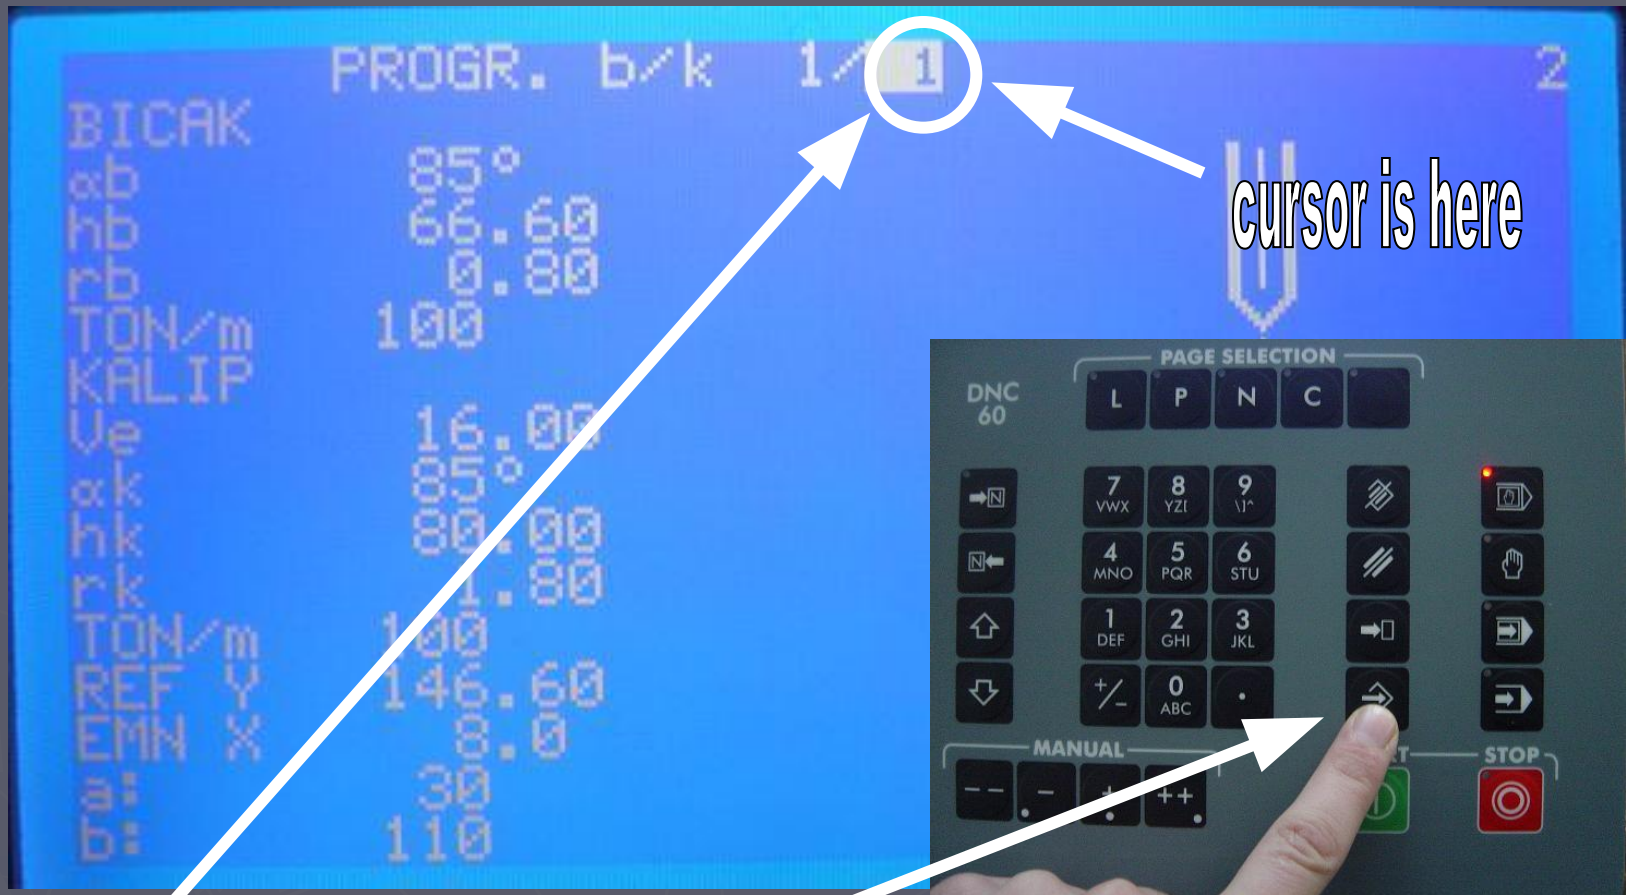 PROGR. b/k 1/ 1 2
BICAK
αb 85°
hb 66.60
rb 0.80
TON/m 100
KALIP
Ve 16.00
αk 85°
hk 80.00
rk 1.80
TON/m 100
REF Y 146.60
EMN X 8.0
a: 30
b: 110
cursor is here
PAGE SELECTION
DNC
60
L P N C
→N 7 8 9
VWX YZ[ \]^
N← 4 5 6
MNO PQR STU
1 2 3
DEF GHI JKL
+/- 0 .
ABC
MANUAL STOP
-- - + ++